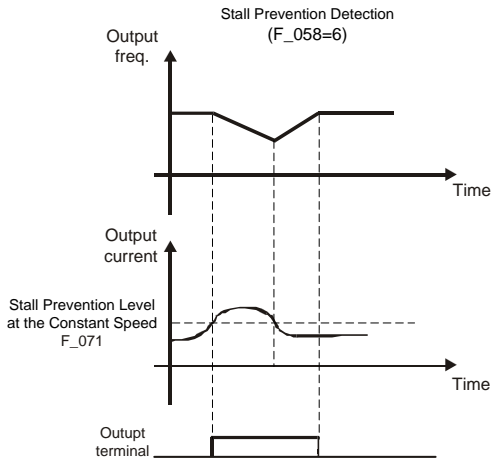 Stall Prevention Detection
(F_058=6)
Output
freq.
Time
Output
current
Stall Prevention Level
at the Constant Speed
F_071
Time
Outupt
terminal